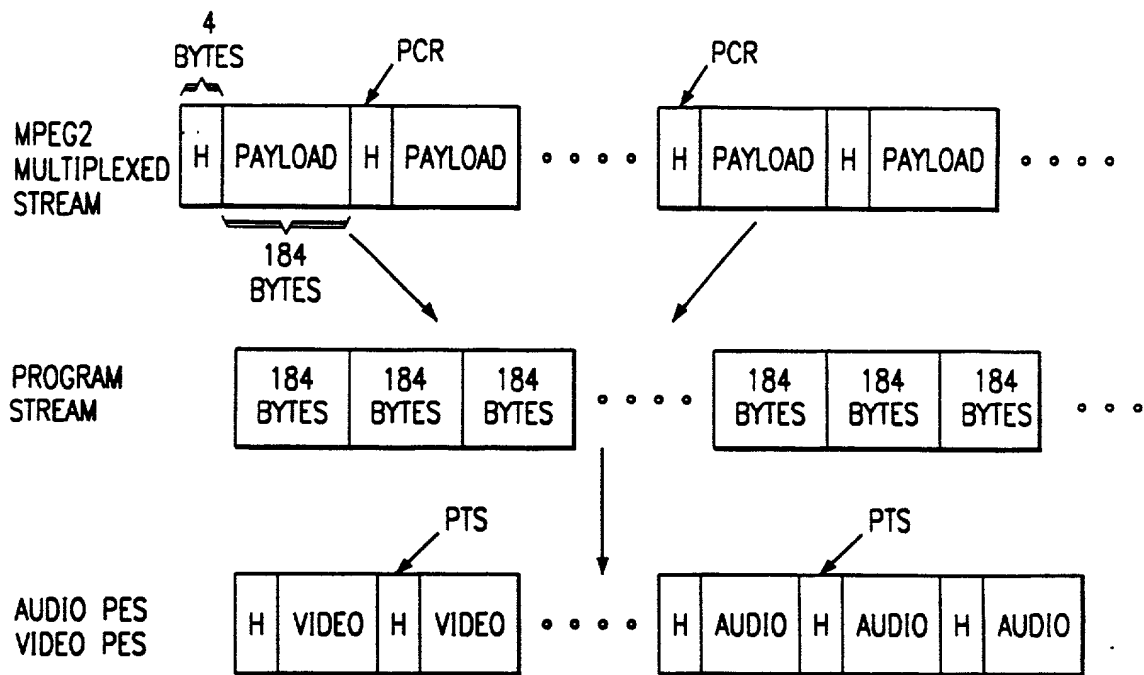 4
BYTES
PCR
PCR
MPEG2
MULTIPLEXED
STREAM
H PAYLOAD H PAYLOAD
H PAYLOAD H PAYLOAD
184
BYTES
PROGRAM
STREAM
184 BYTES 184 BYTES 184 BYTES
184 BYTES 184 BYTES 184 BYTES
PTS
PTS
AUDIO PES
VIDEO PES
H VIDEO H VIDEO
H AUDIO H AUDIO H AUDIO